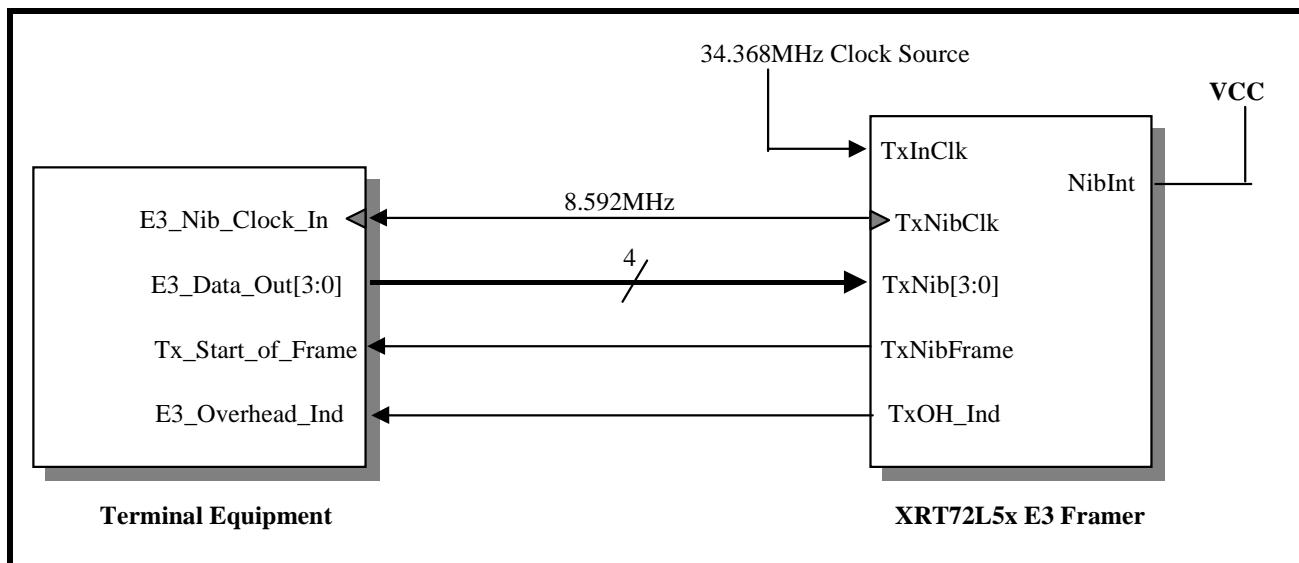 34.368MHz Clock Source
VCC
TxInClk
NibInt
8.592MHz
E3_Nib_Clock_In
TxNibClk
4
E3_Data_Out[3:0]
TxNib[3:0]
Tx_Start_of_Frame
TxNibFrame
E3_Overhead_Ind
TxOH_Ind
Terminal Equipment
XRT72L5x E3 Framer